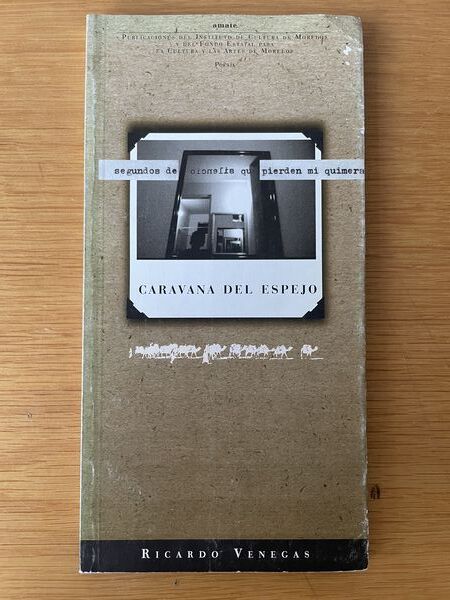 amate
Publicaciones del Instituto de Cultura de Morelos
y del Fondo Estatal para
la Cultura y las Artes de Morelos
Poesía
segundos de silencio que pierden mi quimera
CARAVANA DEL ESPEJO
Ricardo Venegas